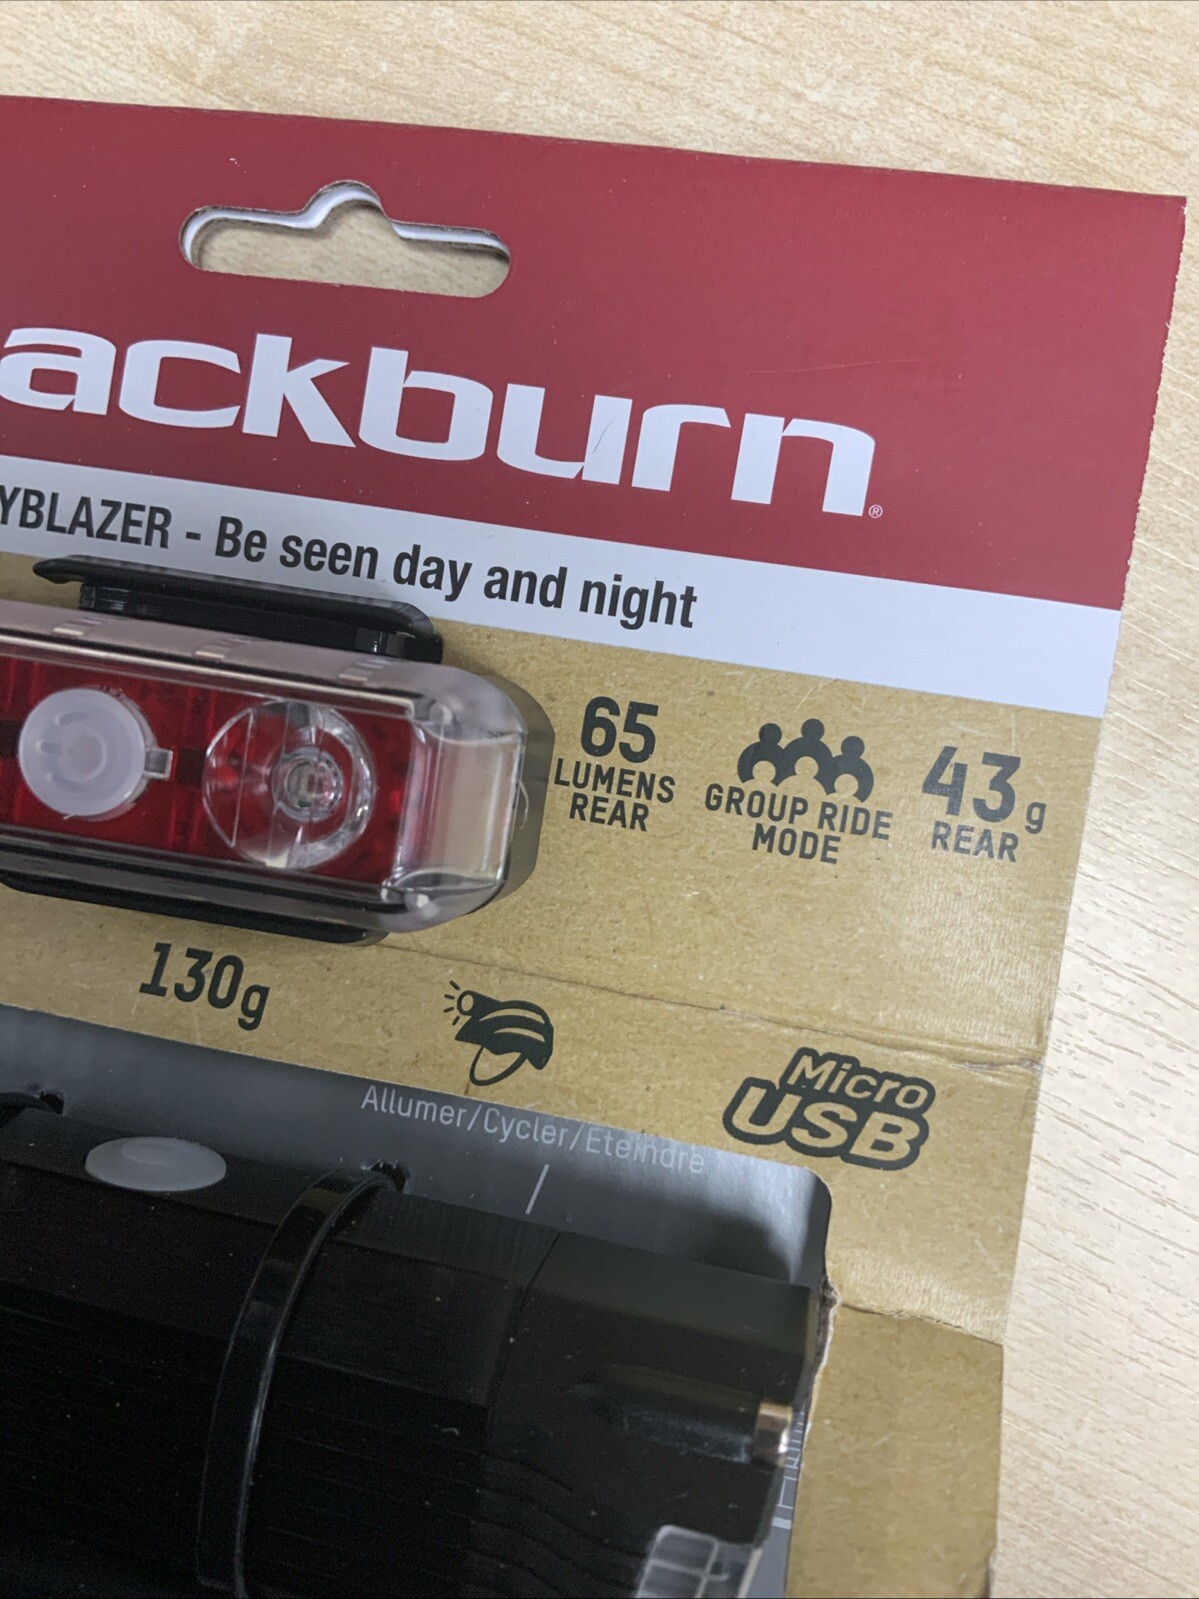 ackburn®
YBLAZER - Be seen day and night
65
LUMENS
REAR
GROUP RIDE
MODE
43 g
REAR
130g
Micro
USB
Allumer/Cycler/Eteindre